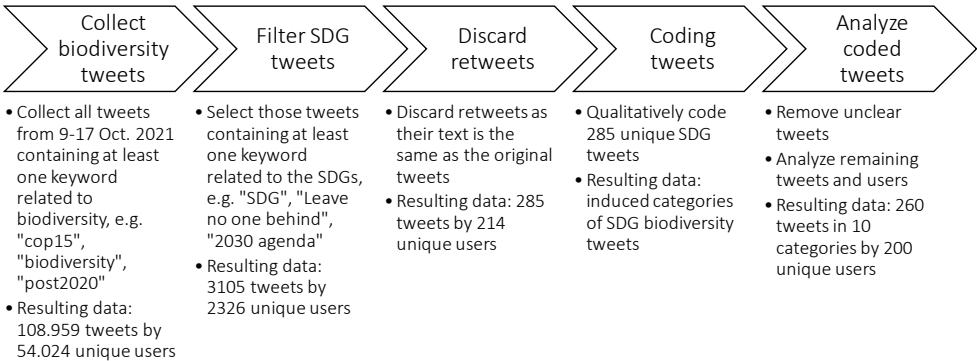 Collect
biodiversity
tweets
Filter SDG
tweets
Discard
retweets
Coding
tweets
Analyze
coded
tweets
• Collect all tweets
from 9-17 Oct. 2021
containing at least
one keyword
related to
biodiversity, e.g.
"cop15",
"biodiversity",
"post2020"
• Resulting data:
108.959 tweets by
54.024 unique users
• Select those tweets
containing at least
one keyword
related to the SDGs,
e.g. "SDG", "Leave
no one behind",
"2030 agenda"
• Resulting data:
3105 tweets by
2326 unique users
• Discard retweets as
their text is the
same as the original
tweets
• Resulting data: 285
tweets by 214
unique users
• Qualitatively code
285 unique SDG
tweets
• Resulting data:
induced categories
of SDG biodiversity
tweets
• Remove unclear
tweets
• Analyze remaining
tweets and users
• Resulting data: 260
tweets in 10
categories by 200
unique users